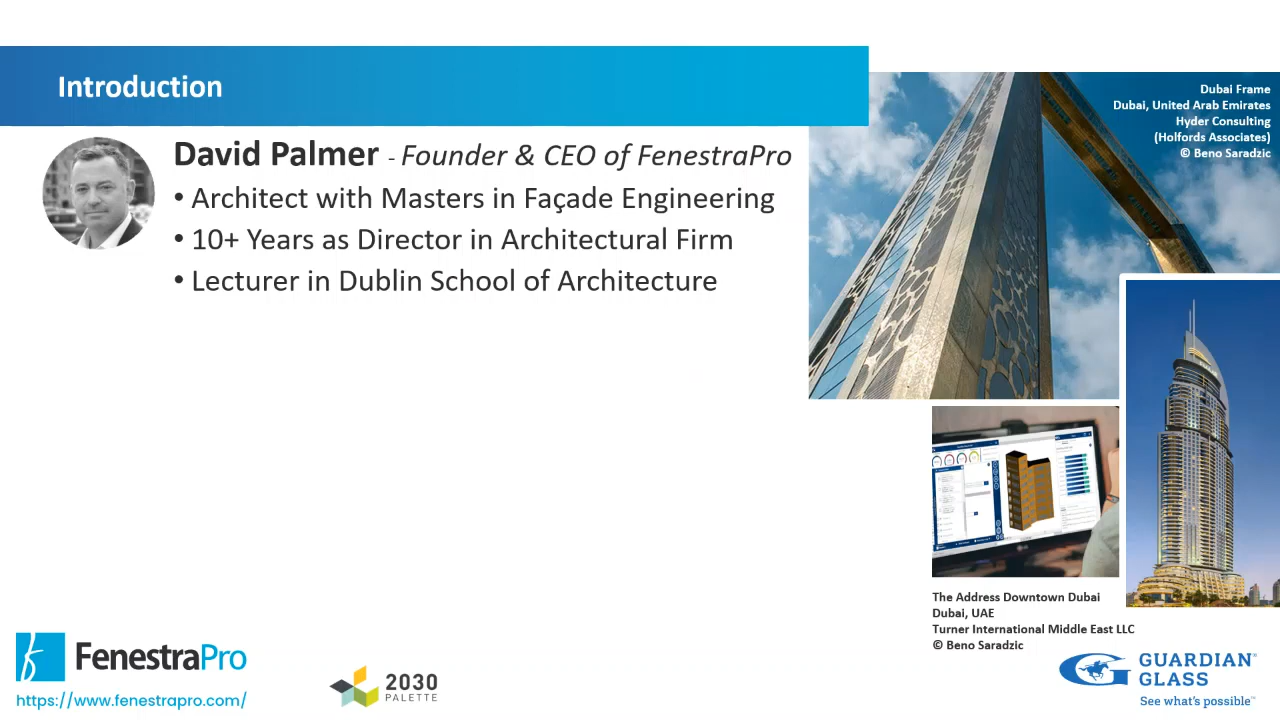 Introduction
David Palmer - Founder & CEO of FenestraPro
• Architect with Masters in Façade Engineering
• 10+ Years as Director in Architectural Firm
• Lecturer in Dublin School of Architecture
Dubai Frame
Dubai, United Arab Emirates
Hyder Consulting
(Holfords Associates)
© Beno Saradzic
The Address Downtown Dubai
Dubai, UAE
Turner International Middle East LLC
© Beno Saradzic
FenestraPro
https://www.fenestrapro.com/
2030
PALETTE
GUARDIAN®
GLASS
See what's possible™